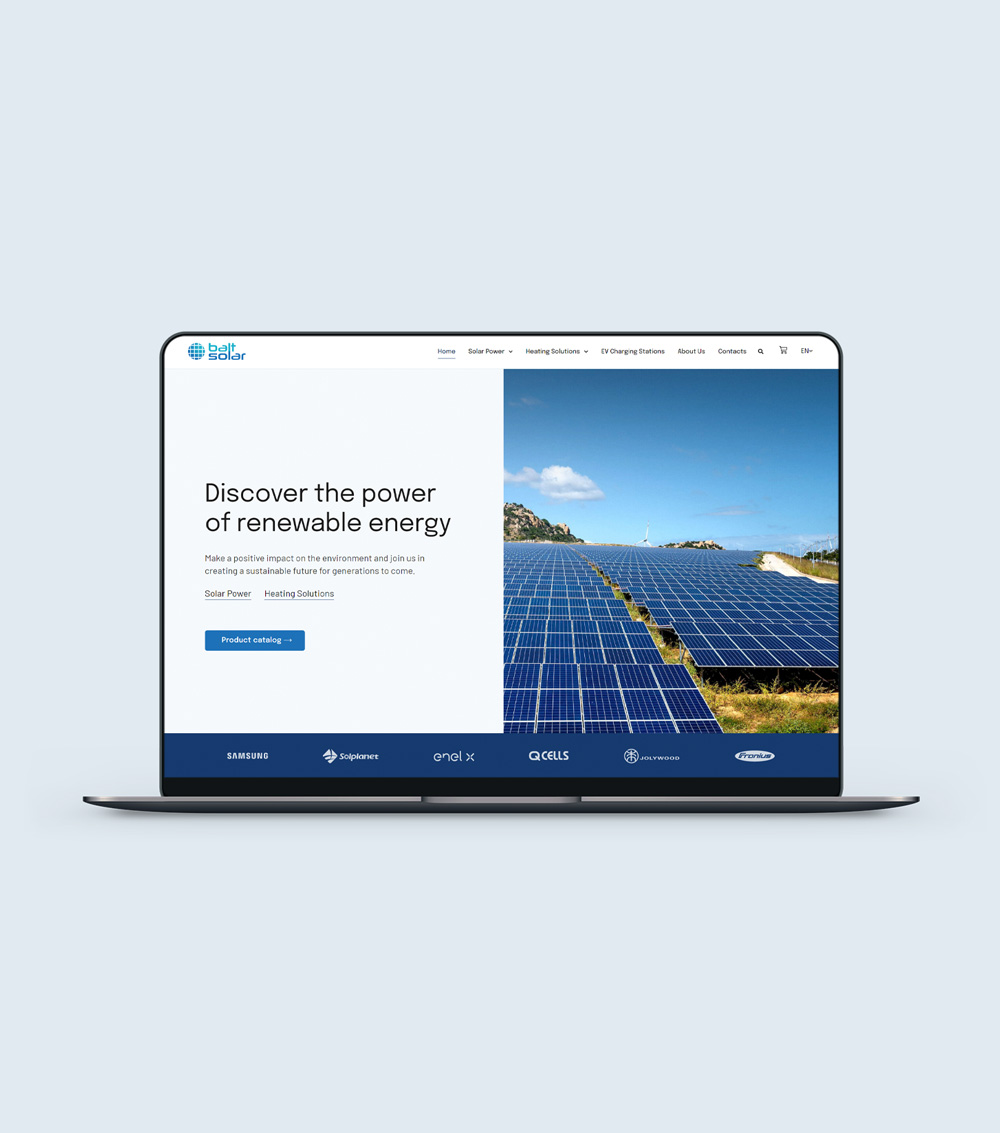 balt
solar
Home Solar Power Heating Solutions EV Charging Stations About Us Contacts EN
Discover the power
of renewable energy
Make a positive impact on the environment and join us in
creating a sustainable future for generations to come.
Solar Power Heating Solutions
Product catalog →
SAMSUNG Solplanet enel x QCELLS JOLYWOOD Fronius